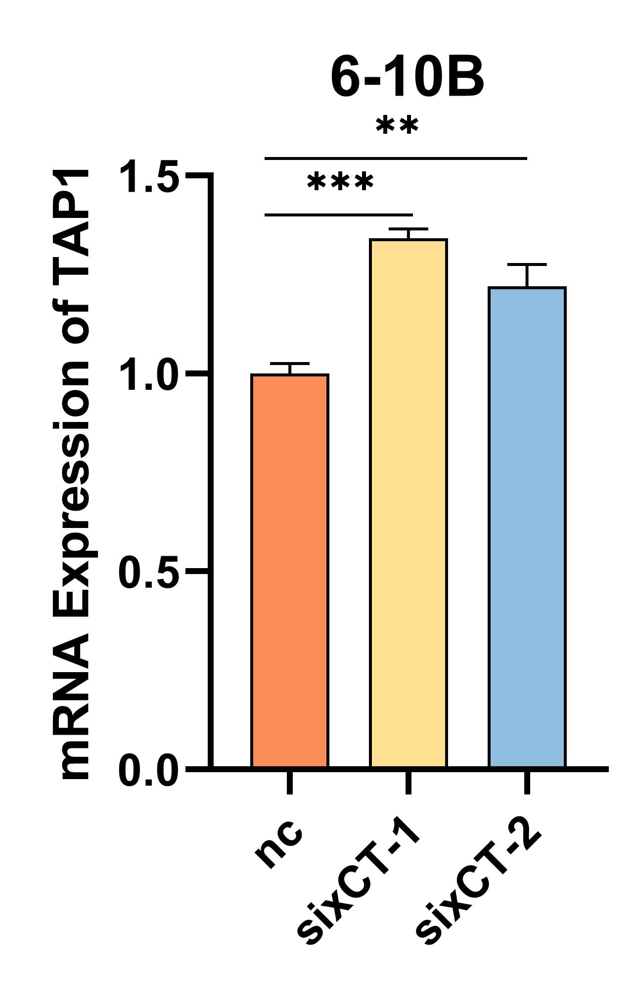 6-10B
**
***
mRNA Expression of TAP1
1.5
1.0
0.5
0.0
nc
sixCT-1
sixCT-2